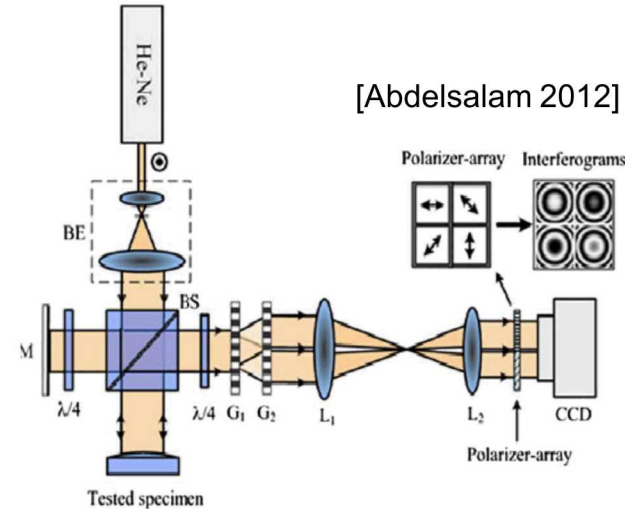 He-Ne
[Abdelsalam 2012]
Polarizer-array
Interferograms
BE
BS
M
λ/4
λ/4
G₁
G₂
L₁
L₂
CCD
Polarizer-array
Tested specimen